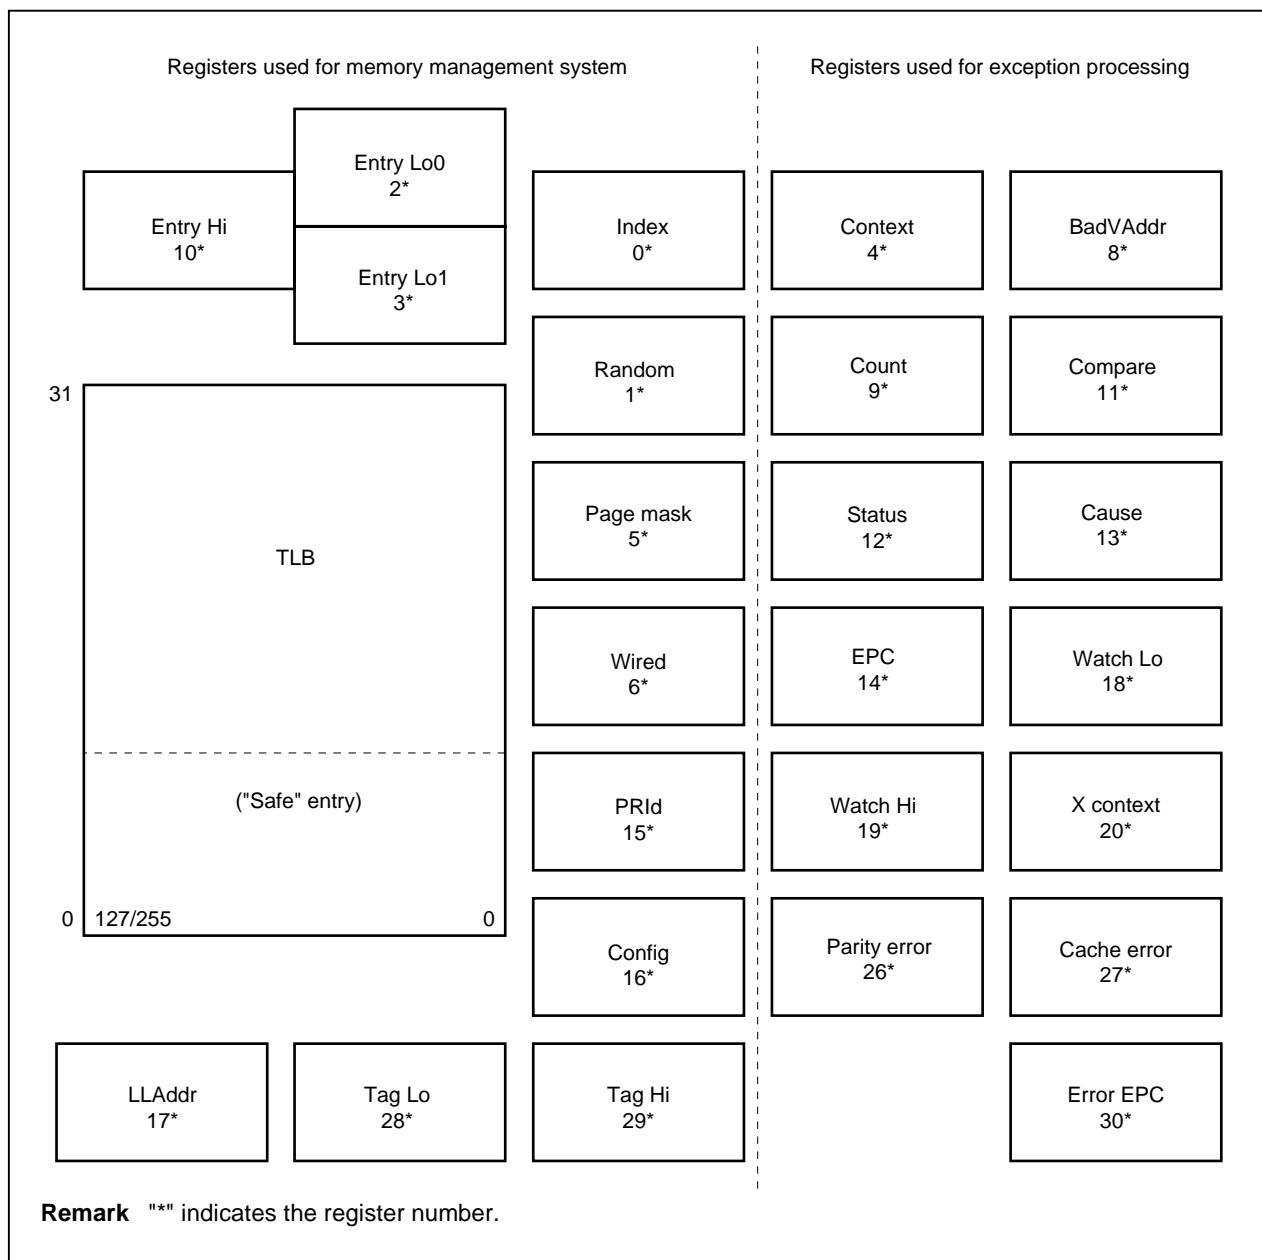 Registers used for memory management system
Registers used for exception processing
Entry Lo0
2*
Entry Hi
10*
Entry Lo1
3*
Index
0*
Context
4*
BadVAddr
8*
Random
1*
Count
9*
Compare
11*
31
TLB
Page mask
5*
Status
12*
Cause
13*
Wired
6*
EPC
14*
Watch Lo
18*
("Safe" entry)
PRId
15*
Watch Hi
19*
X context
20*
0
127/255
0
Config
16*
Parity error
26*
Cache error
27*
LLAddr
17*
Tag Lo
28*
Tag Hi
29*
Error EPC
30*
Remark "*" indicates the register number.